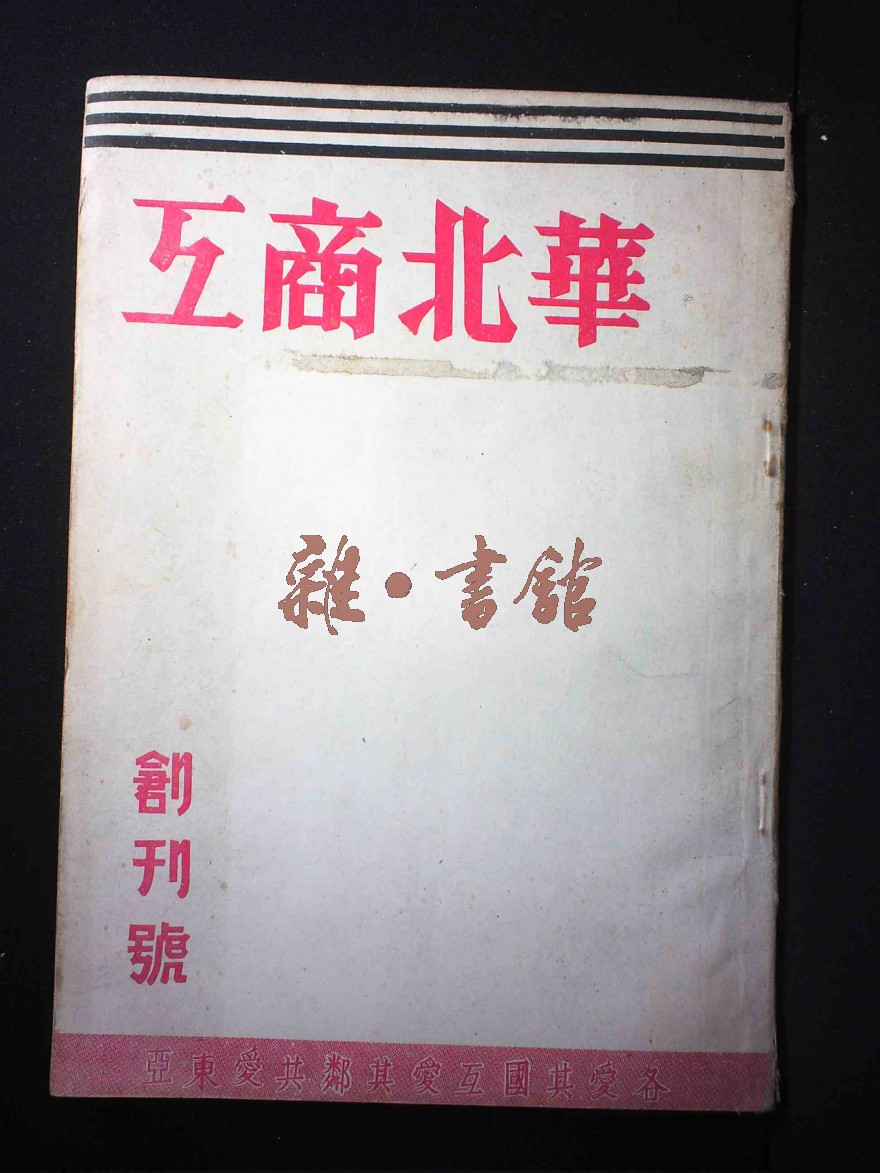 華北商工
雜•書館
創刊號
各愛其國互愛其鄰共愛東亞